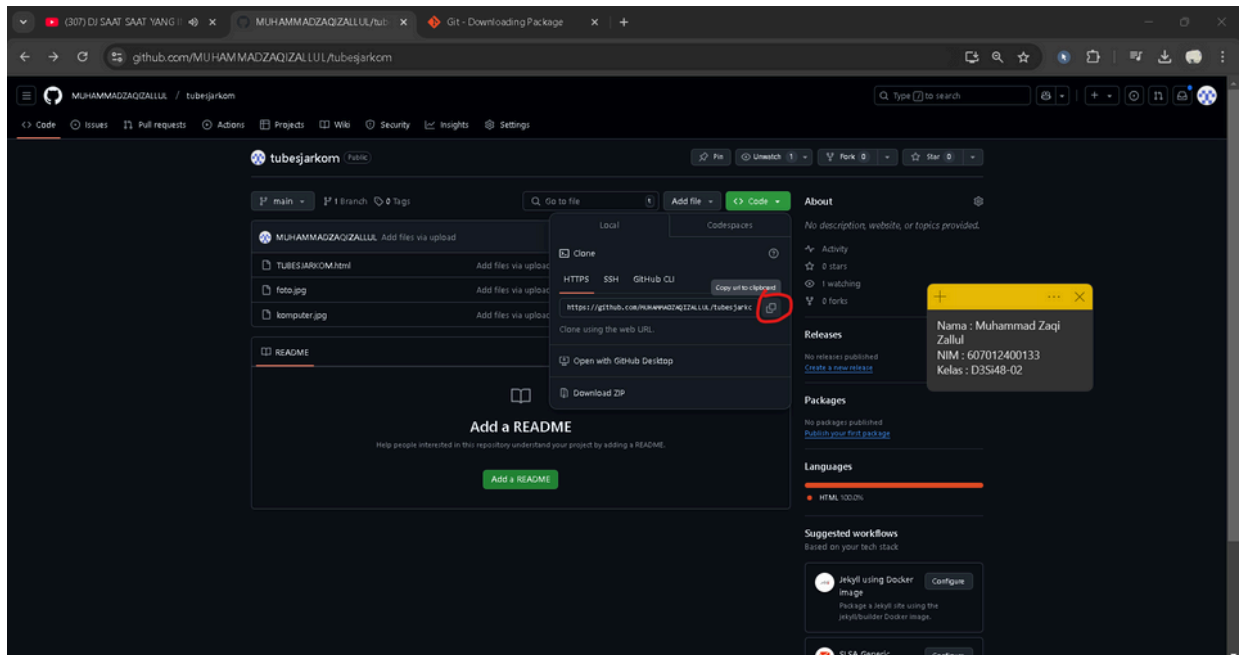 (307) DJ SAAT SAAT YANG
MUHAMMADZAQIZALLUL/tub
Git - Downloading Package
github.com/MUHAMMADZAQIZALLUL/tubesjarkom
MUHAMMADZAQIZALLUL / tubesjarkom
Type / to search
Code Issues Pull requests Actions Projects Wiki Security Insights Settings
tubesjarkom Public
Pin Unwatch 1 Fork 0 Star 0
main 1 Branch 0 Tags
Go to file t Add file Code
MUHAMMADZAQIZALLUL Add files via upload
TUBESJARKOM.html Add files via upload
foto.jpg Add files via upload
komputer.jpg Add files via upload
README
Add a README
Help people interested in this repository understand your project by adding a README.
Add a README
Local Codespaces
Clone
HTTPS SSH GitHub CLI
Copy url to clipboard
https://github.com/MUHAMMADZAQIZALLUL/tubesjarkc
Clone using the web URL.
Open with GitHub Desktop
Download ZIP
About
No description, website, or topics provided.
Activity
0 stars
1 watching
0 forks
Releases
No releases published
Create a new release
Packages
No packages published
Publish your first package
Languages
HTML 100.0%
Suggested workflows
Based on your tech stack
Jekyll using Docker
image
Configure
Package a Jekyll site using the
jekyll/builder Docker image.
SLSA Generic
Configure
Nama : Muhammad Zaqi
Zallul
NIM : 607012400133
Kelas : D3Si48-02